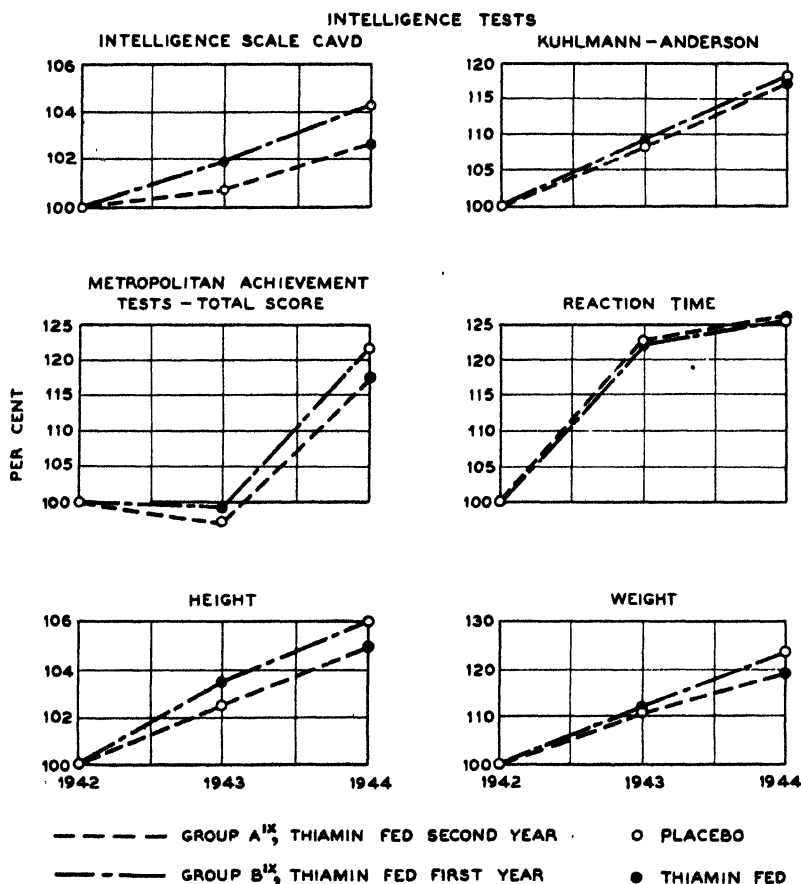 INTELLIGENCE TESTS
INTELLIGENCE SCALE CAVD
106
104
102
100
KUHLMANN-ANDERSON
120
115
110
105
100
METROPOLITAN ACHIEVEMENT
TESTS - TOTAL SCORE
PER CENT
125
120
115
110
105
100
REACTION TIME
125
120
115
110
105
100
HEIGHT
106
104
102
100
1942 1943 1944
WEIGHT
130
120
110
100
1942 1943 1944
GROUP A^IX, THIAMIN FED SECOND YEAR
PLACEBO
GROUP B^IX, THIAMIN FED FIRST YEAR
THIAMIN FED